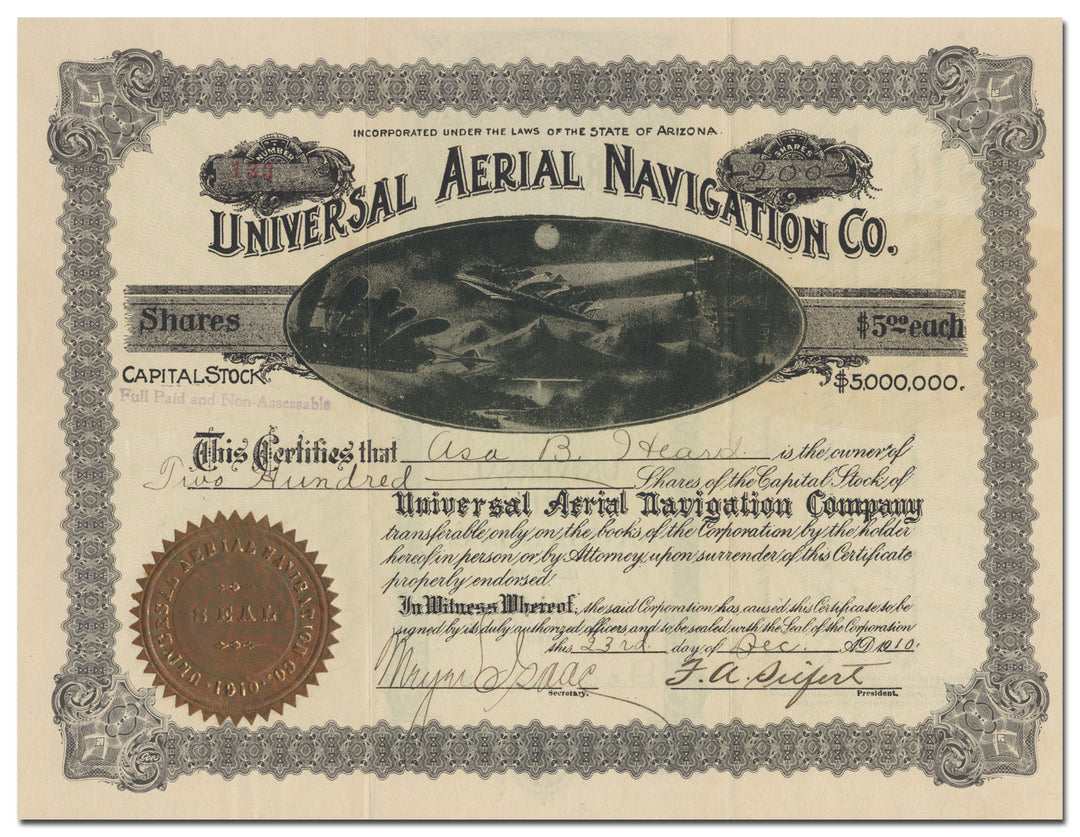 INCORPORATED UNDER THE LAWS OF THE STATE OF ARIZONA.
NUMBER
SHARES
200
UNIVERSAL AERIAL NAVIGATION CO.
Shares
$5.00 each
CAPITAL STOCK
$5,000,000.
Full Paid and Non-Assessable
This Certifies that Asa B. Heard is the owner of
Two Hundred Shares of the Capital Stock of
Universal Aerial Navigation Company
transferable only on the books of the Corporation by the holder
hereof in person or by Attorney upon surrender of this Certificate
properly endorsed
In Witness Whereof, the said Corporation has caused this Certificate to be
signed by its duly authorized officers and to be sealed with the Seal of the Corporation
this 23rd day of Dec. A.D. 1910.
Isaac F. A. Seifert
Secretary. President.
UNIVERSAL AERIAL NAVIGATION CO.
SEAL
1910